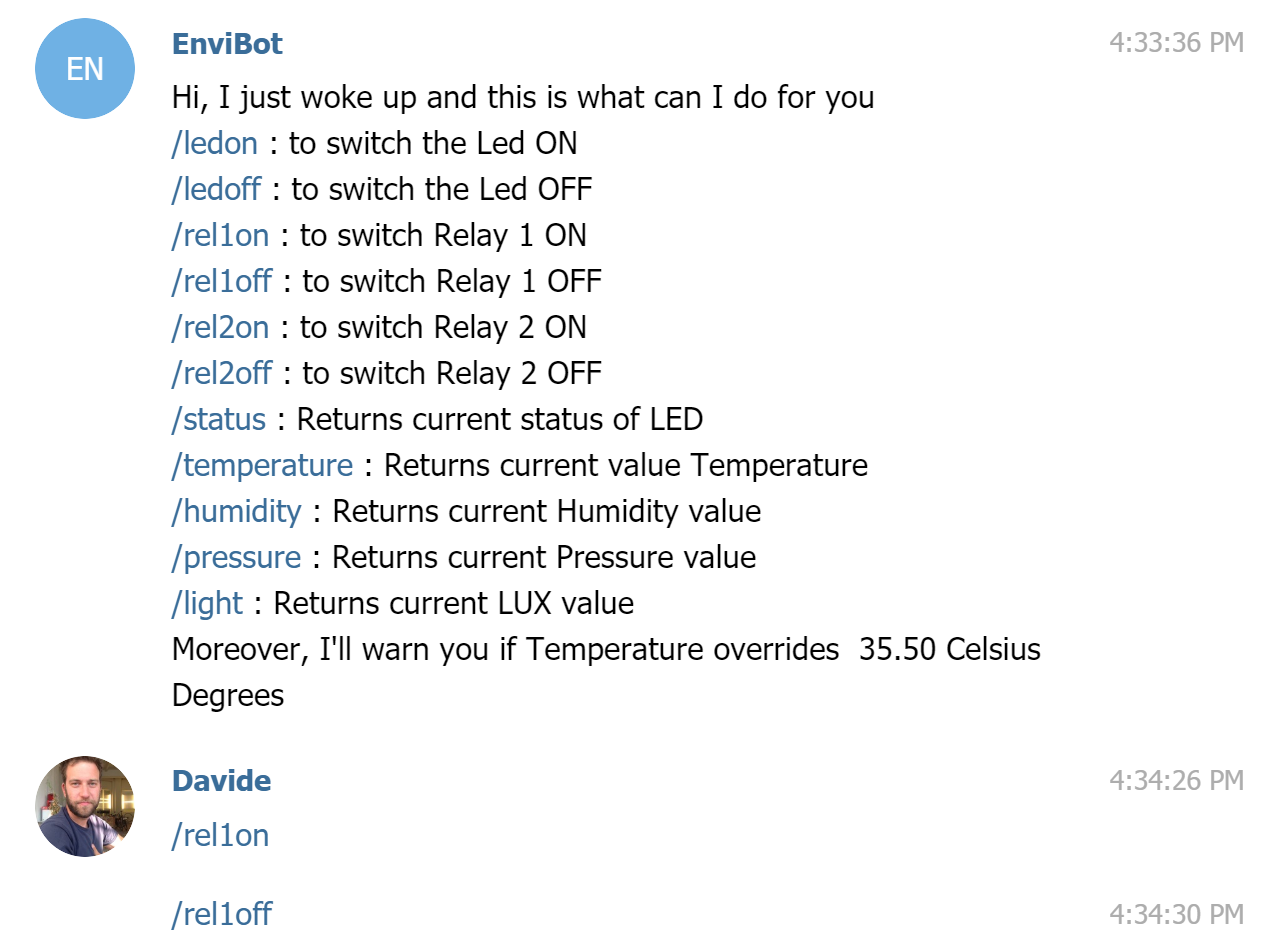 EN
EnviBot
4:33:36 PM
Hi, I just woke up and this is what can I do for you
/ledon : to switch the Led ON
/ledoff : to switch the Led OFF
/rel1on : to switch Relay 1 ON
/rel1off : to switch Relay 1 OFF
/rel2on : to switch Relay 2 ON
/rel2off : to switch Relay 2 OFF
/status : Returns current status of LED
/temperature : Returns current value Temperature
/humidity : Returns current Humidity value
/pressure : Returns current Pressure value
/light : Returns current LUX value
Moreover, I'll warn you if Temperature overrides  35.50 Celsius
Degrees
Davide
4:34:26 PM
/rel1on
/rel1off
4:34:30 PM